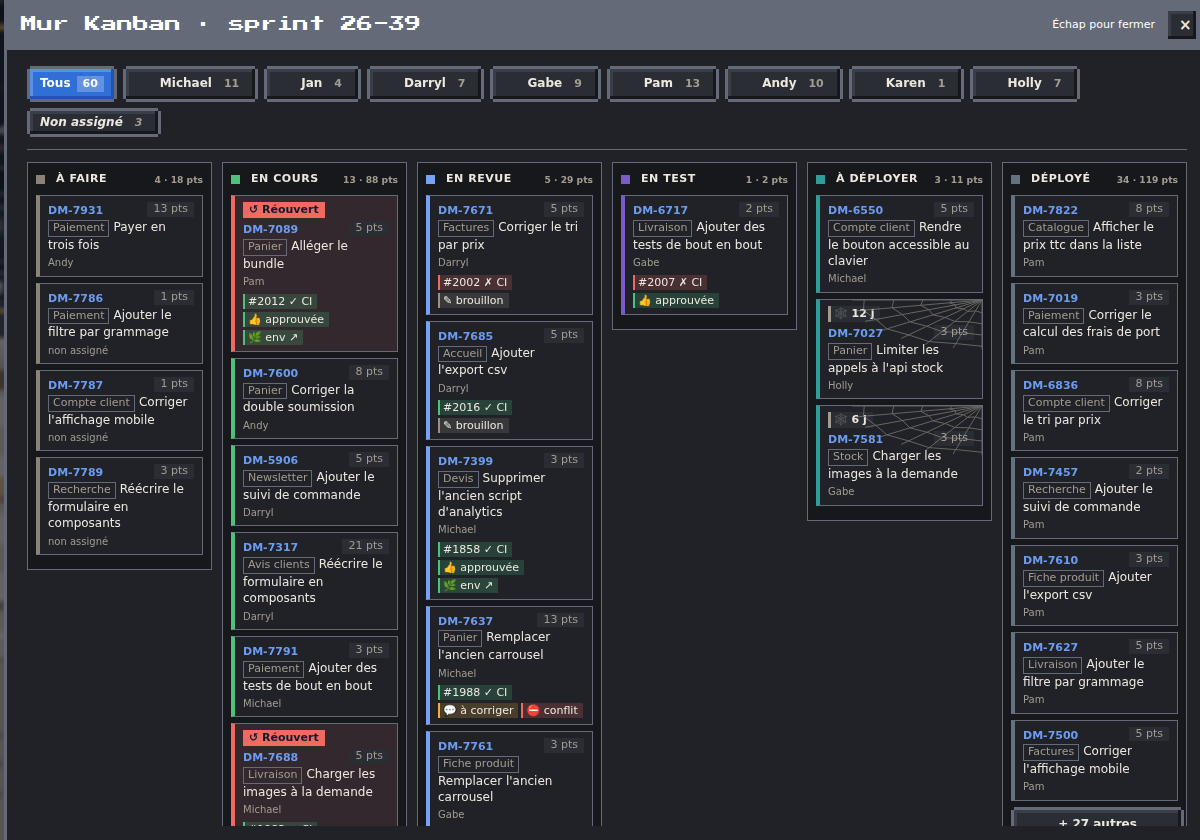 Mur Kanban · sprint 26-39
Échap pour fermer
×
Tous 60
Michael 11
Jan 4
Darryl 7
Gabe 9
Pam 13
Andy 10
Karen 1
Holly 7
Non assigné 3
À FAIRE 4 · 18 pts
DM-7931 13 pts
Paiement Payer en
trois fois
Andy
DM-7786 1 pts
Paiement Ajouter le
filtre par grammage
non assigné
DM-7787 1 pts
Compte client Corriger
l'affichage mobile
non assigné
DM-7789 3 pts
Recherche Réécrire le
formulaire en
composants
non assigné
EN COURS 13 · 88 pts
↺ Réouvert
DM-7089 5 pts
Panier Alléger le
bundle
Pam
#2012 ✓ CI
👍 approuvée
🌿 env ↗
DM-7600 8 pts
Panier Corriger la
double soumission
Andy
DM-5906 5 pts
Newsletter Ajouter le
suivi de commande
Darryl
DM-7317 21 pts
Avis clients Réécrire le
formulaire en
composants
Darryl
DM-7791 3 pts
Paiement Ajouter des
tests de bout en bout
Michael
↺ Réouvert
DM-7688 5 pts
Livraison Charger les
images à la demande
Michael
EN REVUE 5 · 29 pts
DM-7671 5 pts
Factures Corriger le tri
par prix
Darryl
#2002 ✗ CI
✎ brouillon
DM-7685 5 pts
Accueil Ajouter
l'export csv
Darryl
#2016 ✓ CI
✎ brouillon
DM-7399 3 pts
Devis Supprimer
l'ancien script
d'analytics
Michael
#1858 ✓ CI
👍 approuvée
🌿 env ↗
DM-7637 13 pts
Panier Remplacer
l'ancien carrousel
Michael
#1988 ✓ CI
💬 à corriger ⛔ conflit
DM-7761 3 pts
Fiche produit
Remplacer l'ancien
carrousel
Gabe
EN TEST 1 · 2 pts
DM-6717 2 pts
Livraison Ajouter des
tests de bout en bout
Gabe
#2007 ✗ CI
👍 approuvée
À DÉPLOYER 3 · 11 pts
DM-6550 5 pts
Compte client Rendre
le bouton accessible au
clavier
Michael
🕸 12 j
DM-7027 3 pts
Panier Limiter les
appels à l'api stock
Holly
🕸 6 j
DM-7581 3 pts
Stock Charger les
images à la demande
Gabe
DÉPLOYÉ 34 · 119 pts
DM-7822 8 pts
Catalogue Afficher le
prix ttc dans la liste
Pam
DM-7019 3 pts
Paiement Corriger le
calcul des frais de port
Pam
DM-6836 8 pts
Compte client Corriger
le tri par prix
Pam
DM-7457 2 pts
Recherche Ajouter le
suivi de commande
Pam
DM-7610 3 pts
Fiche produit Ajouter
l'export csv
Pam
DM-7627 5 pts
Livraison Ajouter le
filtre par grammage
Pam
DM-7500 5 pts
Factures Corriger
l'affichage mobile
Pam
+ 27 autres